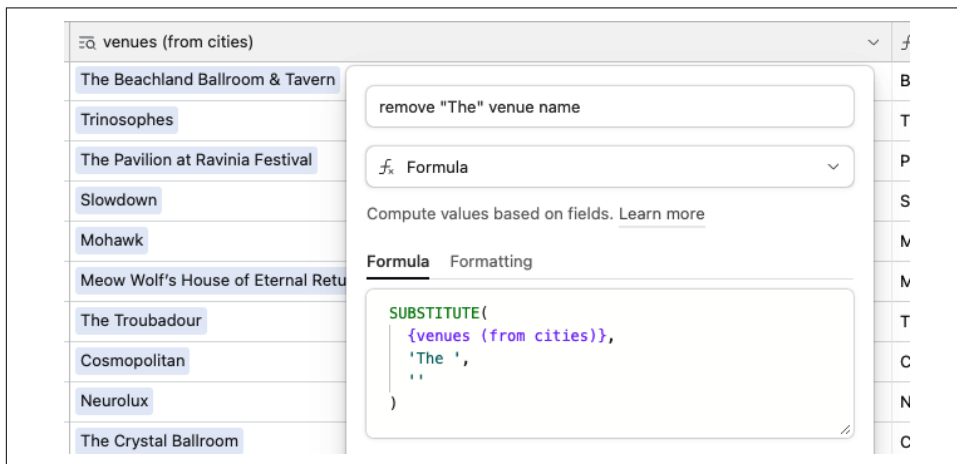 venues (from cities)
The Beachland Ballroom & Tavern
B
Trinosophes
T
The Pavilion at Ravinia Festival
P
Slowdown
S
Mohawk
M
Meow Wolf's House of Eternal Retu
M
The Troubadour
T
Cosmopolitan
C
Neurolux
N
The Crystal Ballroom
C
remove "The" venue name
Formula
Compute values based on fields. Learn more
Formula Formatting
SUBSTITUTE(
{venues (from cities)},
'The ',
''
)